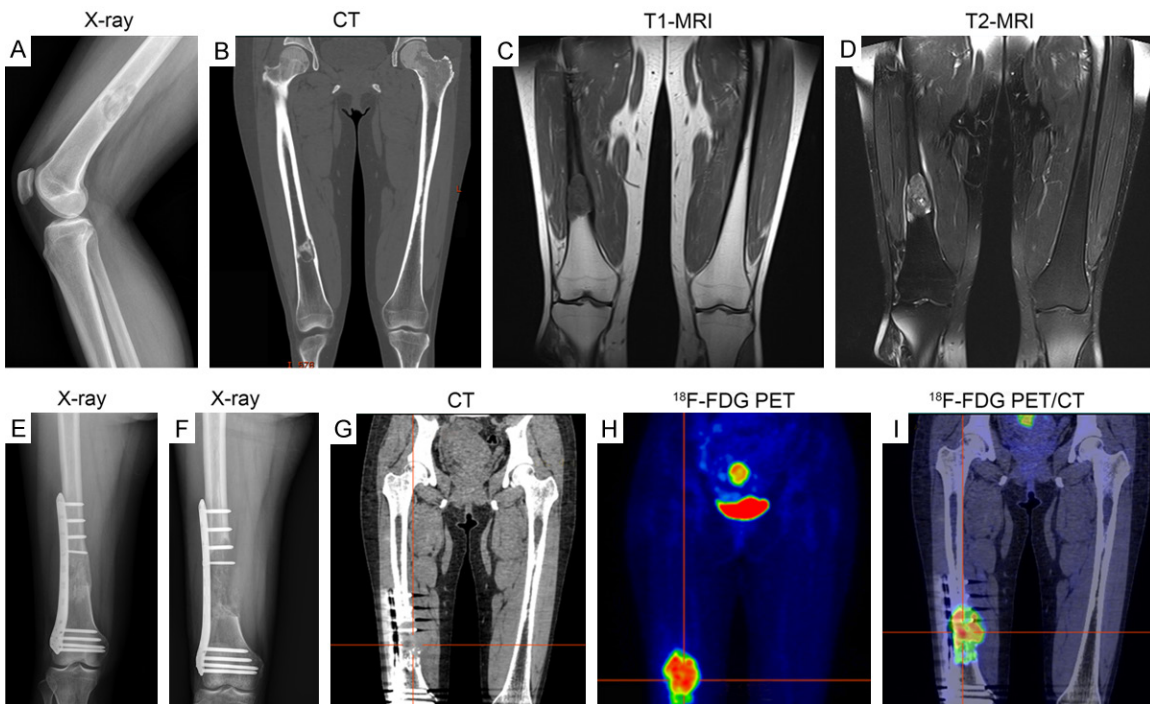 X-ray
CT
T1-MRI
T2-MRI
A
B
C
D
X-ray
X-ray
CT
¹⁸F-FDG PET
¹⁸F-FDG PET/CT
E
F
G
H
I